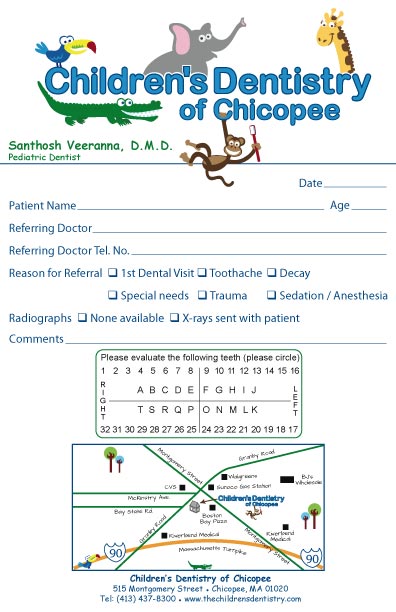 Children's Dentistry
of Chicopee
Santhosh Veeranna, D.M.D.
Pediatric Dentist
Date
Patient Name Age
Referring Doctor
Referring Doctor Tel. No.
Reason for Referral ❑ 1st Dental Visit ❑ Toothache ❑ Decay
❑ Special needs ❑ Trauma ❑ Sedation / Anesthesia
Radiographs ❑ None available ❑ X-rays sent with patient
Comments
Please evaluate the following teeth (please circle)
1 2 3 4 5 6 7 8 9 10 11 12 13 14 15 16
RIGHT A B C D E F G H I J LEFT
T S R Q P O N M L K
32 31 30 29 28 27 26 25 24 23 22 21 20 19 18 17
Montgomery Street
Granby Road
Walgreens
BJ's
Wholesale
CVS
Sunoco Gas Station
McKinstry Ave.
Children's Dentistry
of Chicopee
Bay State Rd.
Boston
Bay Pizza
Granby Road
Riverbend Medical
Montgomery Street
Riverbend
Medical
90
Massachusetts Turnpike
90
Children's Dentistry of Chicopee
515 Montgomery Street • Chicopee, MA 01020
Tel: (413) 437-8300 • www.thechildrensdentistry.com